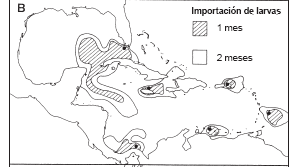 B
Importación de larvas
1 mes
2 meses